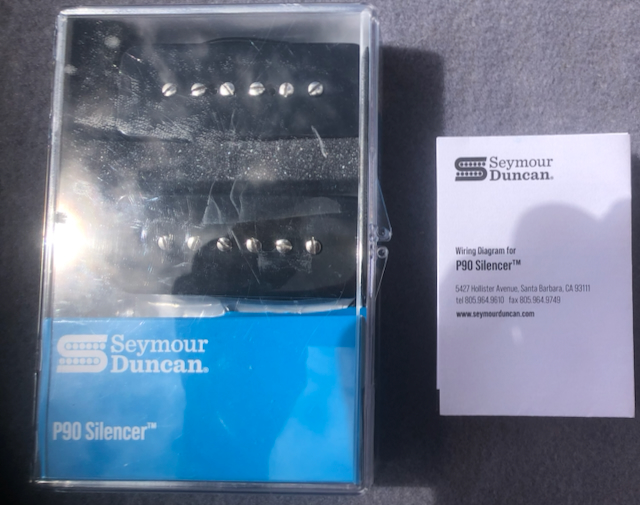 Seymour
Duncan.
P90 Silencer™
Seymour
Duncan.
Wiring Diagram for
P90 Silencer™
5427 Hollister Avenue, Santa Barbara, CA 93111
tel 805.964.9610 fax 805.964.9749
www.seymourduncan.com